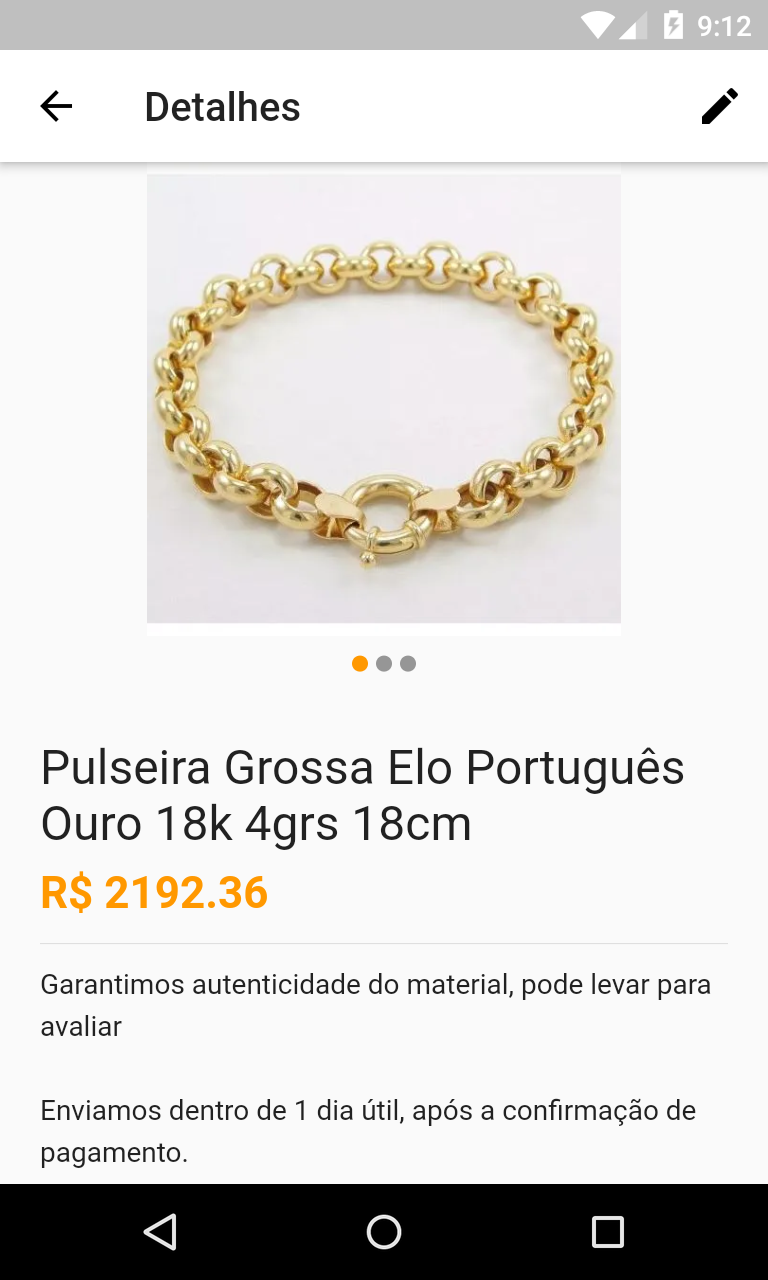 9:12
Detalhes
Pulseira Grossa Elo Português
Ouro 18k 4grs 18cm
R$ 2192.36
Garantimos autenticidade do material, pode levar para
avaliar
Enviamos dentro de 1 dia útil, após a confirmação de
pagamento.